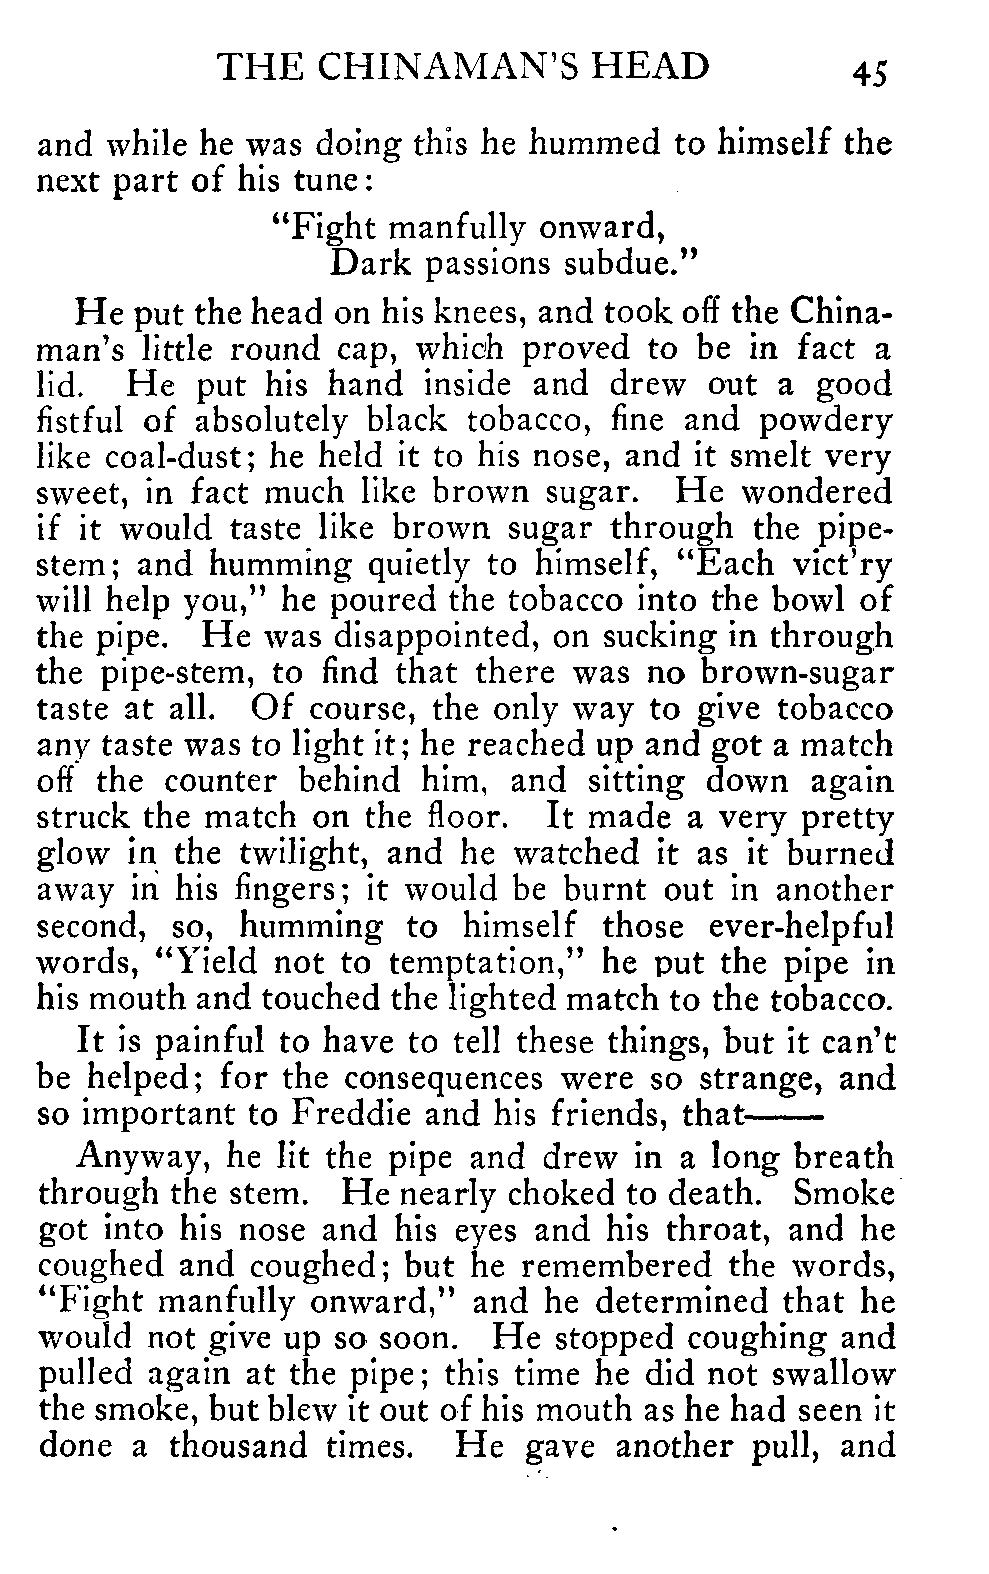 THE CHINAMAN'S HEAD 45
and while he was doing this he hummed to himself the
next part of his tune:
"Fight manfully onward,
Dark passions subdue."
He put the head on his knees, and took off the China-
man's little round cap, which proved to be in fact a
lid. He put his hand inside and drew out a good
fistful of absolutely black tobacco, fine and powdery
like coal-dust; he held it to his nose, and it smelt very
sweet, in fact much like brown sugar. He wondered
if it would taste like brown sugar through the pipe-
stem; and humming quietly to himself, "Each vict'ry
will help you," he poured the tobacco into the bowl of
the pipe. He was disappointed, on sucking in through
the pipe-stem, to find that there was no brown-sugar
taste at all. Of course, the only way to give tobacco
any taste was to light it; he reached up and got a match
off the counter behind him, and sitting down again
struck the match on the floor. It made a very pretty
glow in the twilight, and he watched it as it burned
away in his fingers; it would be burnt out in another
second, so, humming to himself those ever-helpful
words, "Yield not to temptation," he put the pipe in
his mouth and touched the lighted match to the tobacco.
It is painful to have to tell these things, but it can't
be helped; for the consequences were so strange, and
so important to Freddie and his friends, that——
Anyway, he lit the pipe and drew in a long breath
through the stem. He nearly choked to death. Smoke
got into his nose and his eyes and his throat, and he
coughed and coughed; but he remembered the words,
"Fight manfully onward," and he determined that he
would not give up so soon. He stopped coughing and
pulled again at the pipe; this time he did not swallow
the smoke, but blew it out of his mouth as he had seen it
done a thousand times. He gave another pull, and